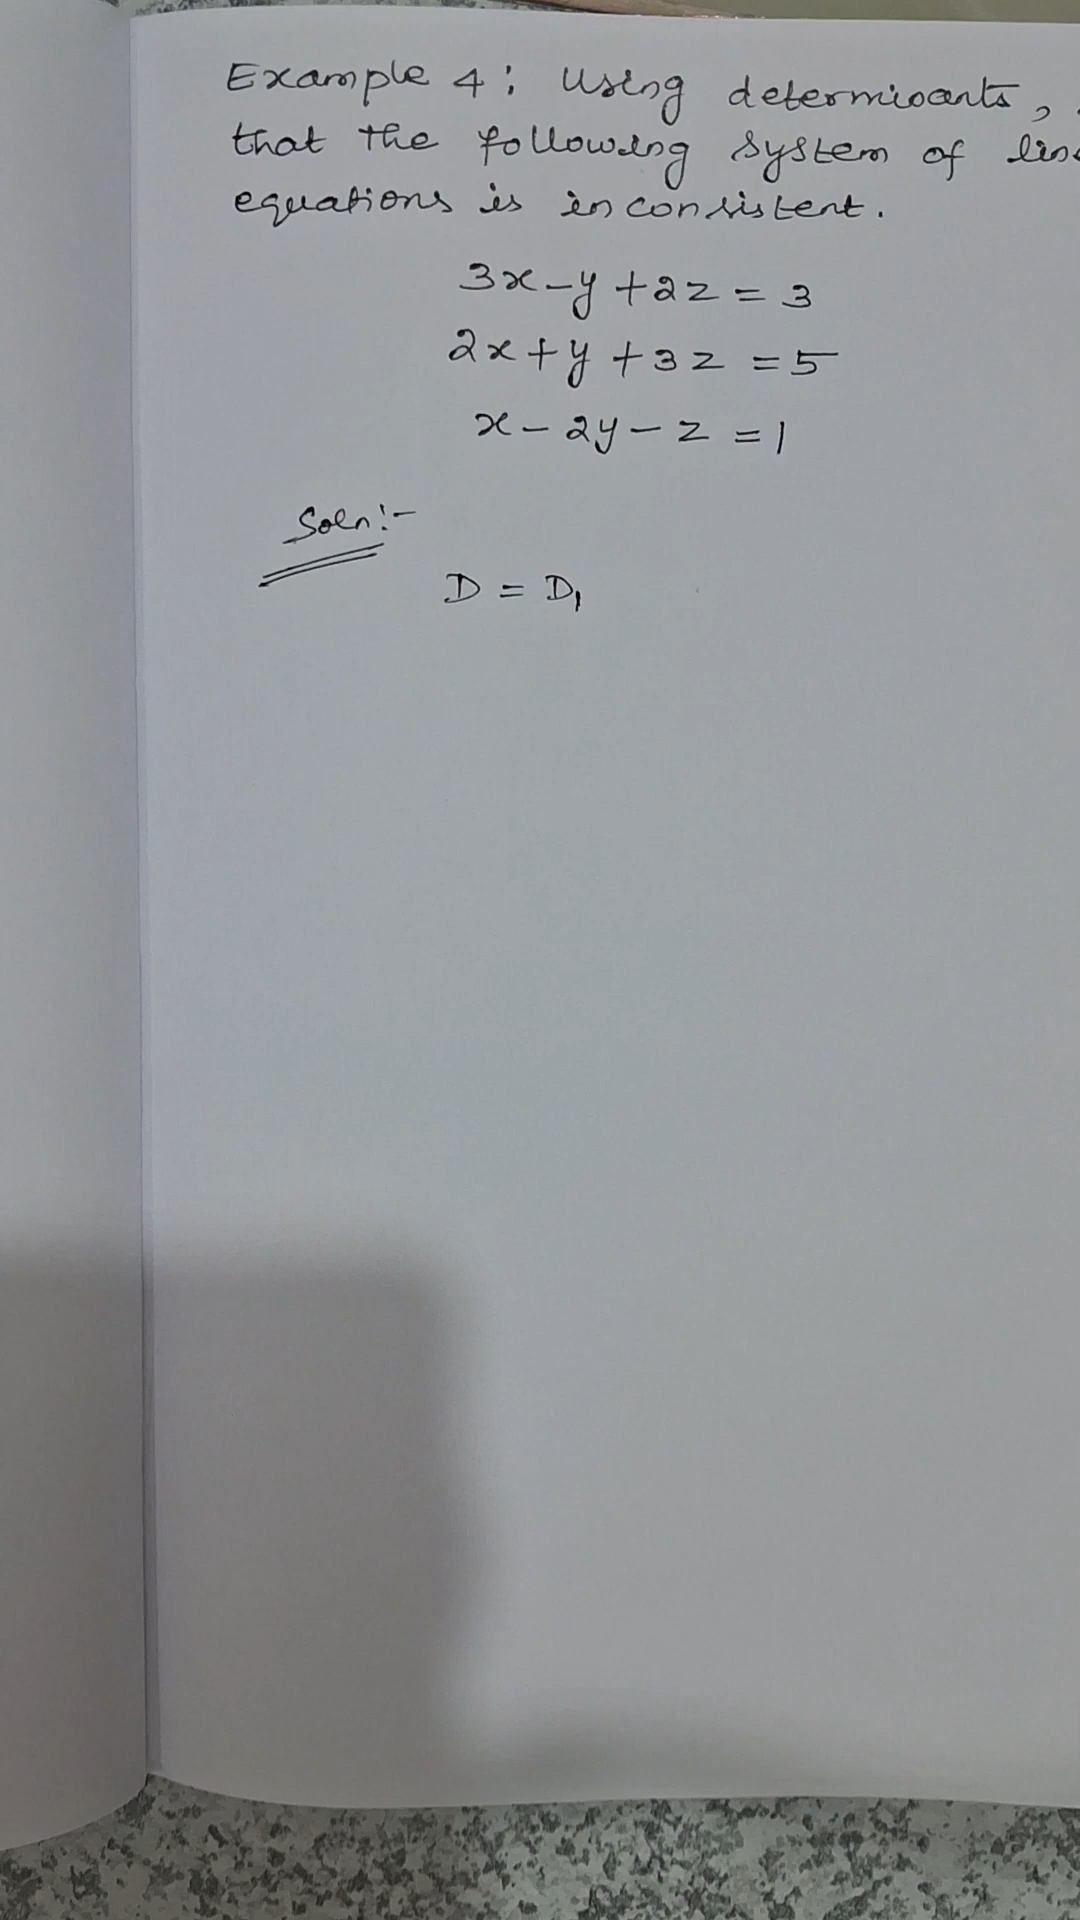 Example 4: Using determinants,
that the following system of
equations is inconsistent.
3x-y+2z=3
2x+y+3z=5
x-2y-z=1
Soln:-
D = D₁